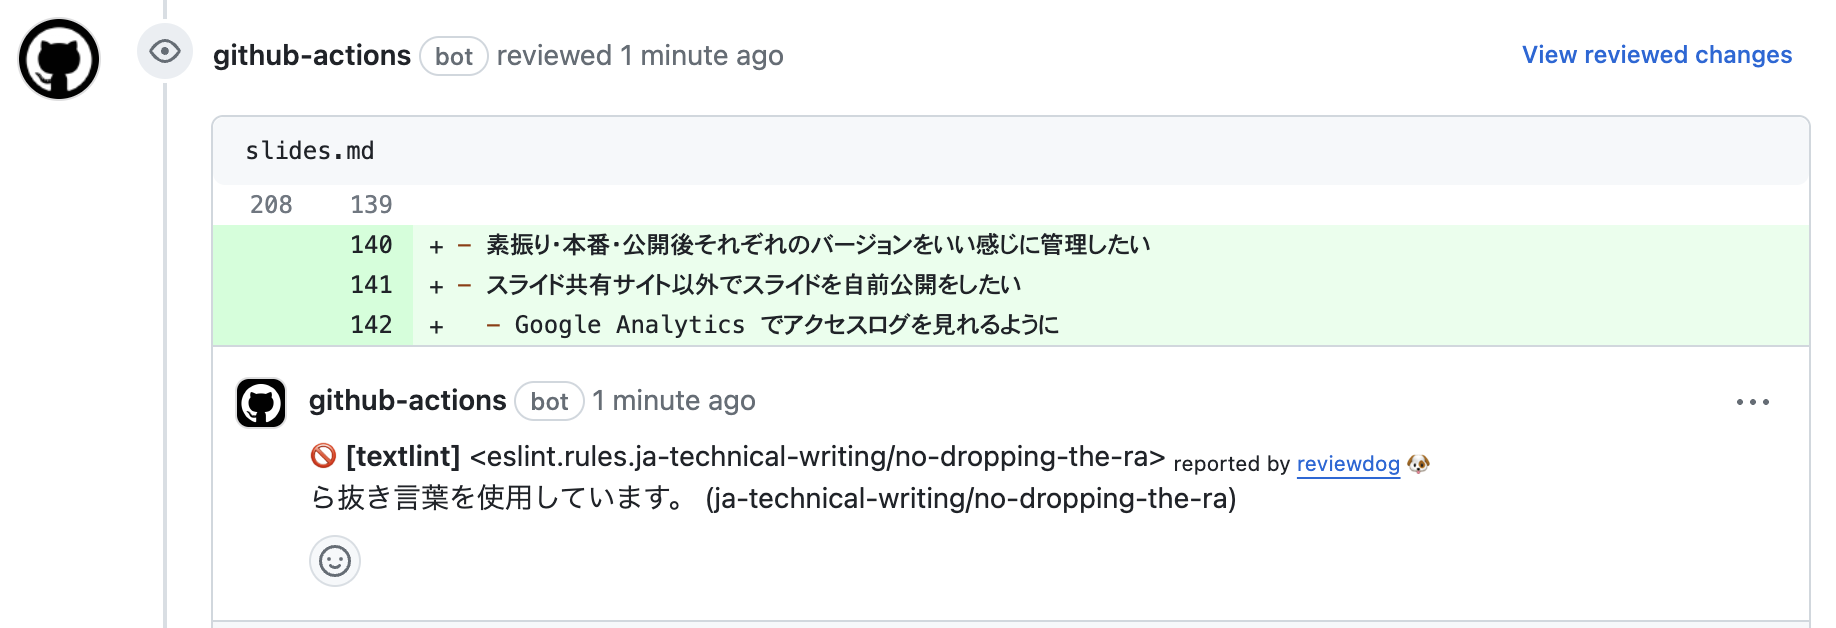 github-actions bot reviewed 1 minute ago
View reviewed changes
slides.md
208 139
140 + - 素振り・本番・公開後それぞれのバージョンをいい感じに管理したい
141 + - スライド共有サイト以外でスライドを自前公開をしたい
142 + - Google Analytics でアクセスログを見れるように
github-actions bot 1 minute ago
🚫 [textlint] <eslint.rules.ja-technical-writing/no-dropping-the-ra> reported by reviewdog 🐶
ら抜き言葉を使用しています。 (ja-technical-writing/no-dropping-the-ra)